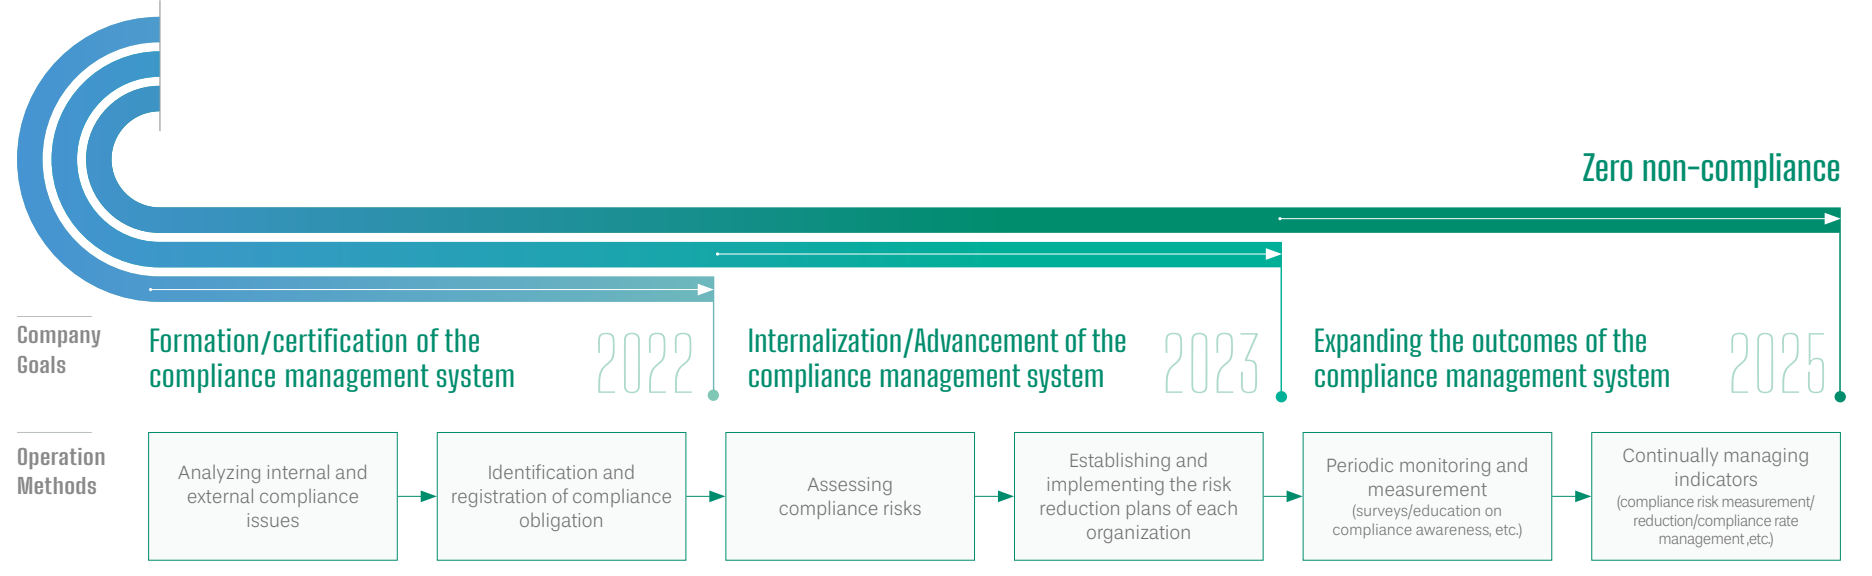 Zero non-compliance
Company
Goals
Formation/certification of the
compliance management system
2022
Internalization/Advancement of the
compliance management system
2023
Expanding the outcomes of the
compliance management system
2025
Operation
Methods
Analyzing internal and
external compliance
issues
Identification and
registration of compliance
obligation
Assessing
compliance risks
Establishing and
implementing the risk
reduction plans of each
organization
Periodic monitoring and
measurement
(surveys/education on
compliance awareness, etc.)
Continually managing
indicators
(compliance risk measurement/
reduction/compliance rate
management ,etc.)